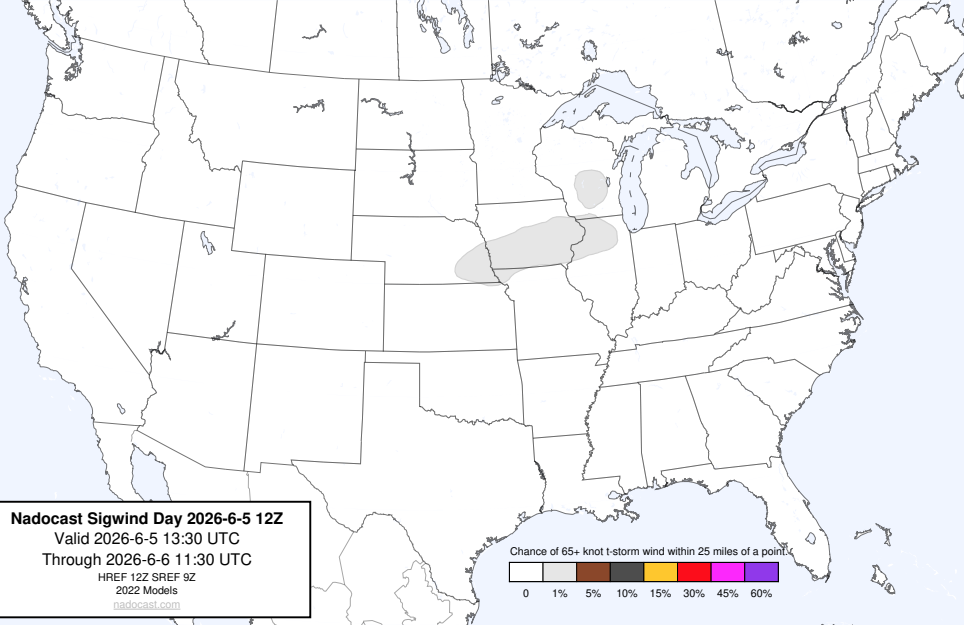 Nadocast Sigwind Day 2026-6-5 12Z
Valid 2026-6-5 13:30 UTC
Through 2026-6-6 11:30 UTC
HREF 12Z SREF 9Z
2022 Models
nadocast.com
Chance of 65+ knot t-storm wind within 25 miles of a point.
0 1% 5% 10% 15% 30% 45% 60%